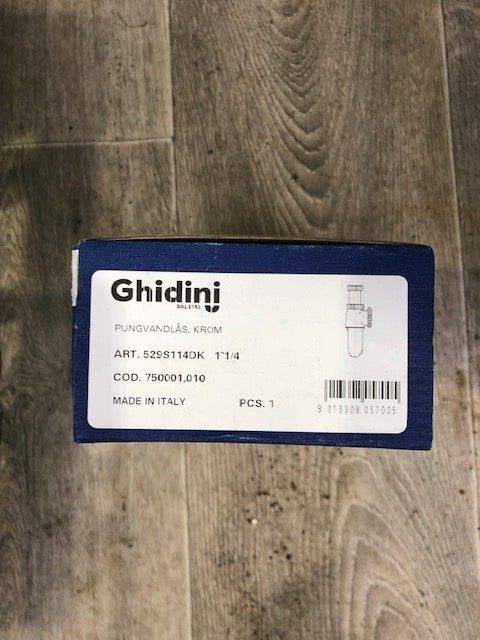 Ghidini
DAL 1953
PUNGVANDLÅS, KROM
ART. 529S114DK 1"1/4
COD. 750001,010
MADE IN ITALY PCS. 1
8 013308 057005